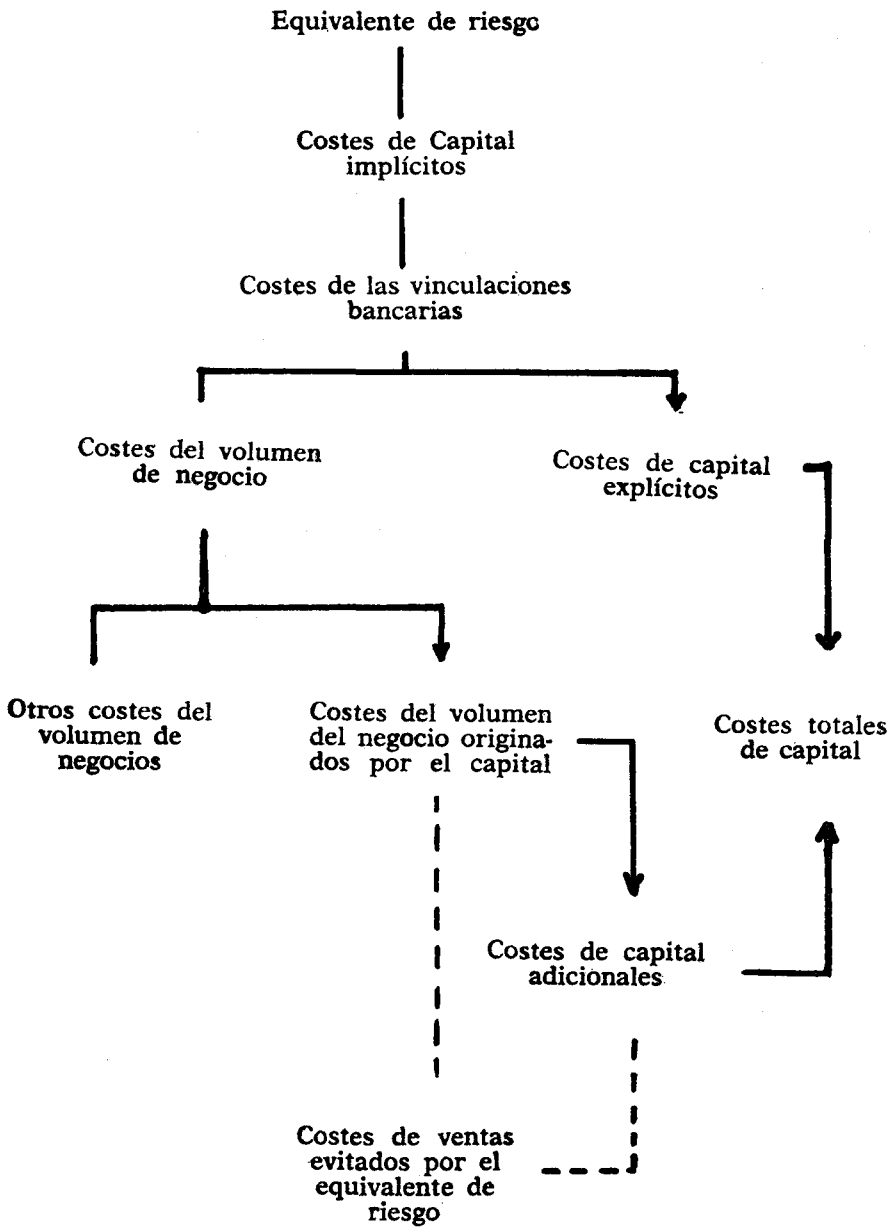 Equivalente de riesgo
Costes de Capital
implícitos
Costes de las vinculaciones
bancarias
Costes del volumen
de negocio
Costes de capital
explícitos
Otros costes del
volumen de
negocios
Costes del volumen
del negocio origina-
dos por el capital
Costes totales
de capital
Costes de capital
adicionales
Costes de ventas
evitados por el
equivalente de
riesgo